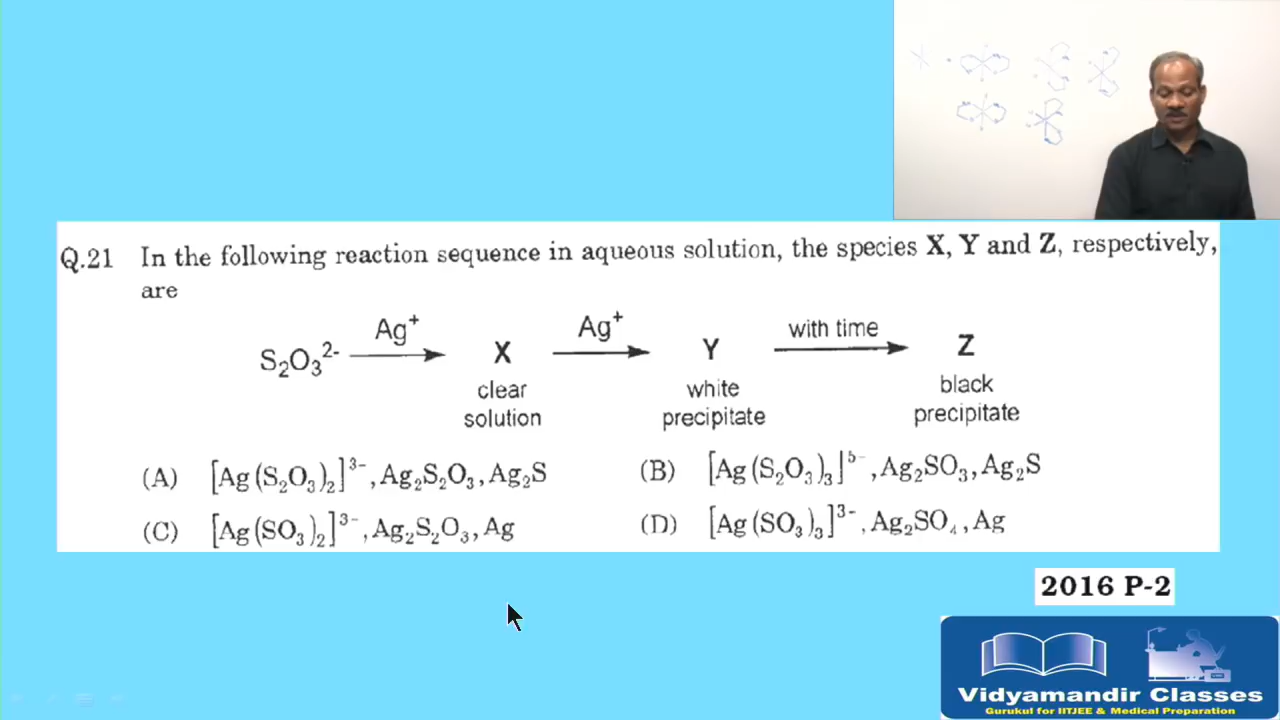 Q.21 In the following reaction sequence in aqueous solution, the species X, Y and Z, respectively,
are
S₂O₃²⁻ Ag⁺ X Ag⁺ Y with time Z
clear white black
solution precipitate precipitate
(A) [Ag(S₂O₃)₂]³⁻, Ag₂S₂O₃, Ag₂S (B) [Ag(S₂O₃)₃]⁵⁻, Ag₂SO₃, Ag₂S
(C) [Ag(SO₃)₂]³⁻, Ag₂S₂O₃, Ag (D) [Ag(SO₃)₃]³⁻, Ag₂SO₄, Ag
2016 P-2
Vidyamandir Classes
Gurukul for IITJEE & Medical Preparation